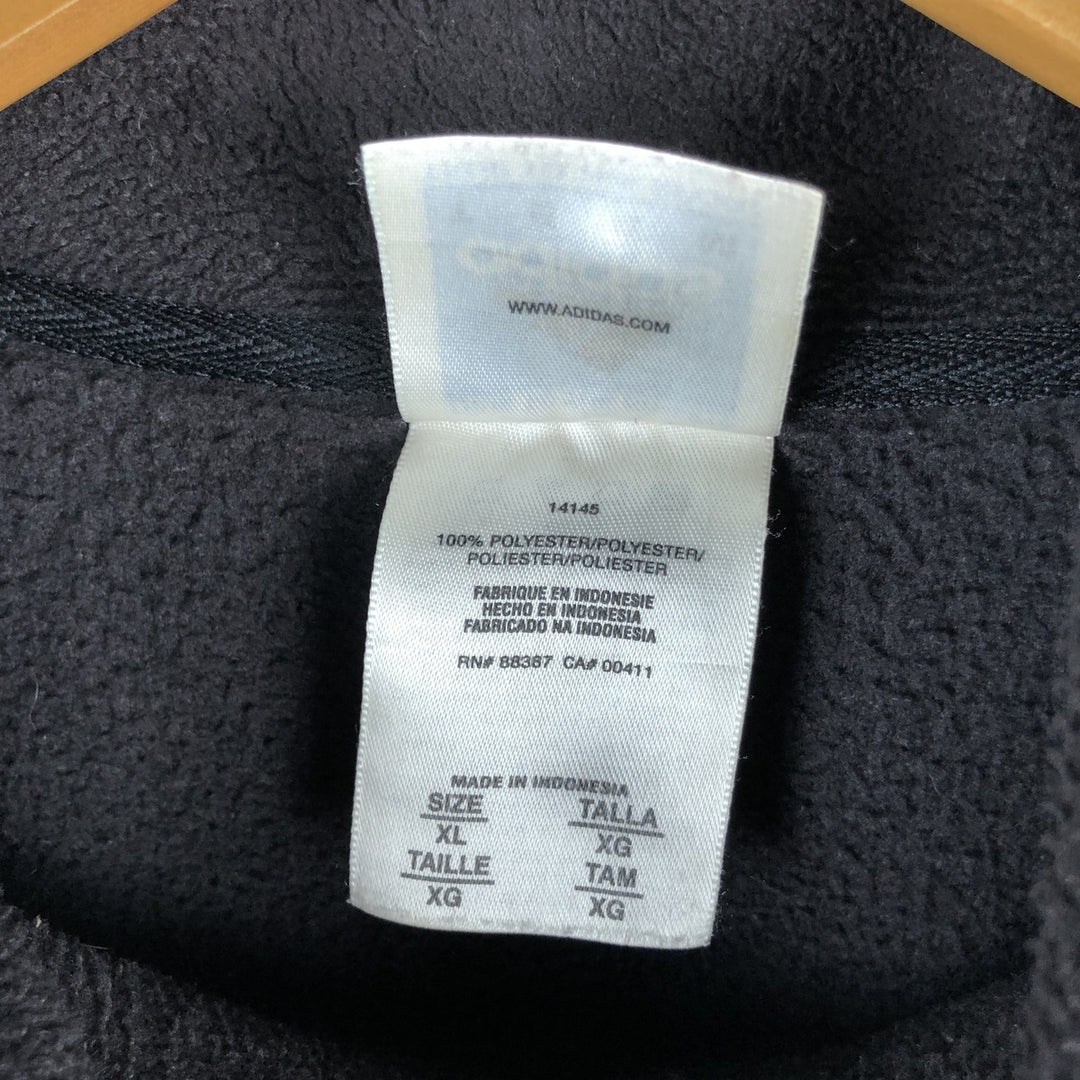 WWW.ADIDAS.COM
14145
100% POLYESTER/POLYESTER/
POLIESTER/POLIESTER
FABRIQUE EN INDONESIE
HECHO EN INDONESIA
FABRICADO NA INDONESIA
RN# 88387 CA# 00411
MADE IN INDONESIA
SIZE TALLA
XL XG
TAILLE TAM
XG XG